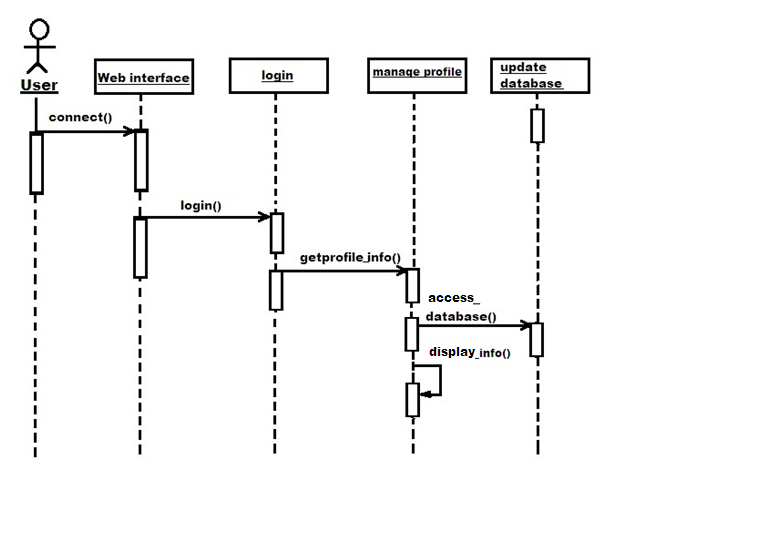 User
Web interface
login
manage profile
update
database
connect()
login()
getprofile_info()
access_
database()
display_info()